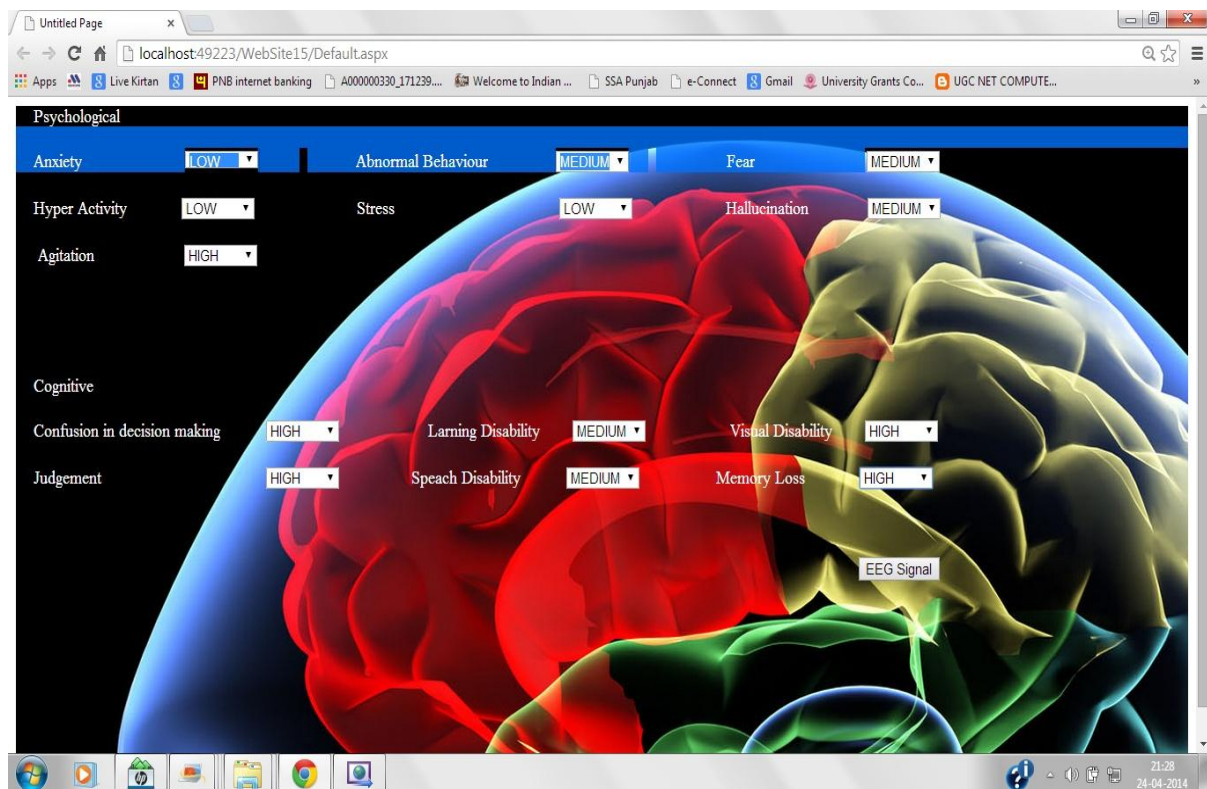 Untitled Page
localhost:49223/WebSite15/Default.aspx
Apps Live Kirtan PNB internet banking A000000330_171239.... Welcome to Indian ... SSA Punjab e-Connect Gmail University Grants Co... UGC NET COMPUTE... »
Psychological
Anxiety LOW Abnormal Behaviour MEDIUM Fear MEDIUM
Hyper Activity LOW Stress LOW Hallucination MEDIUM
Agitation HIGH
Cognitive
Confusion in decision making HIGH Larning Disability MEDIUM Visual Disability HIGH
Judgement HIGH Speach Disability MEDIUM Memory Loss HIGH
EEG Signal
21:28
24-04-2014